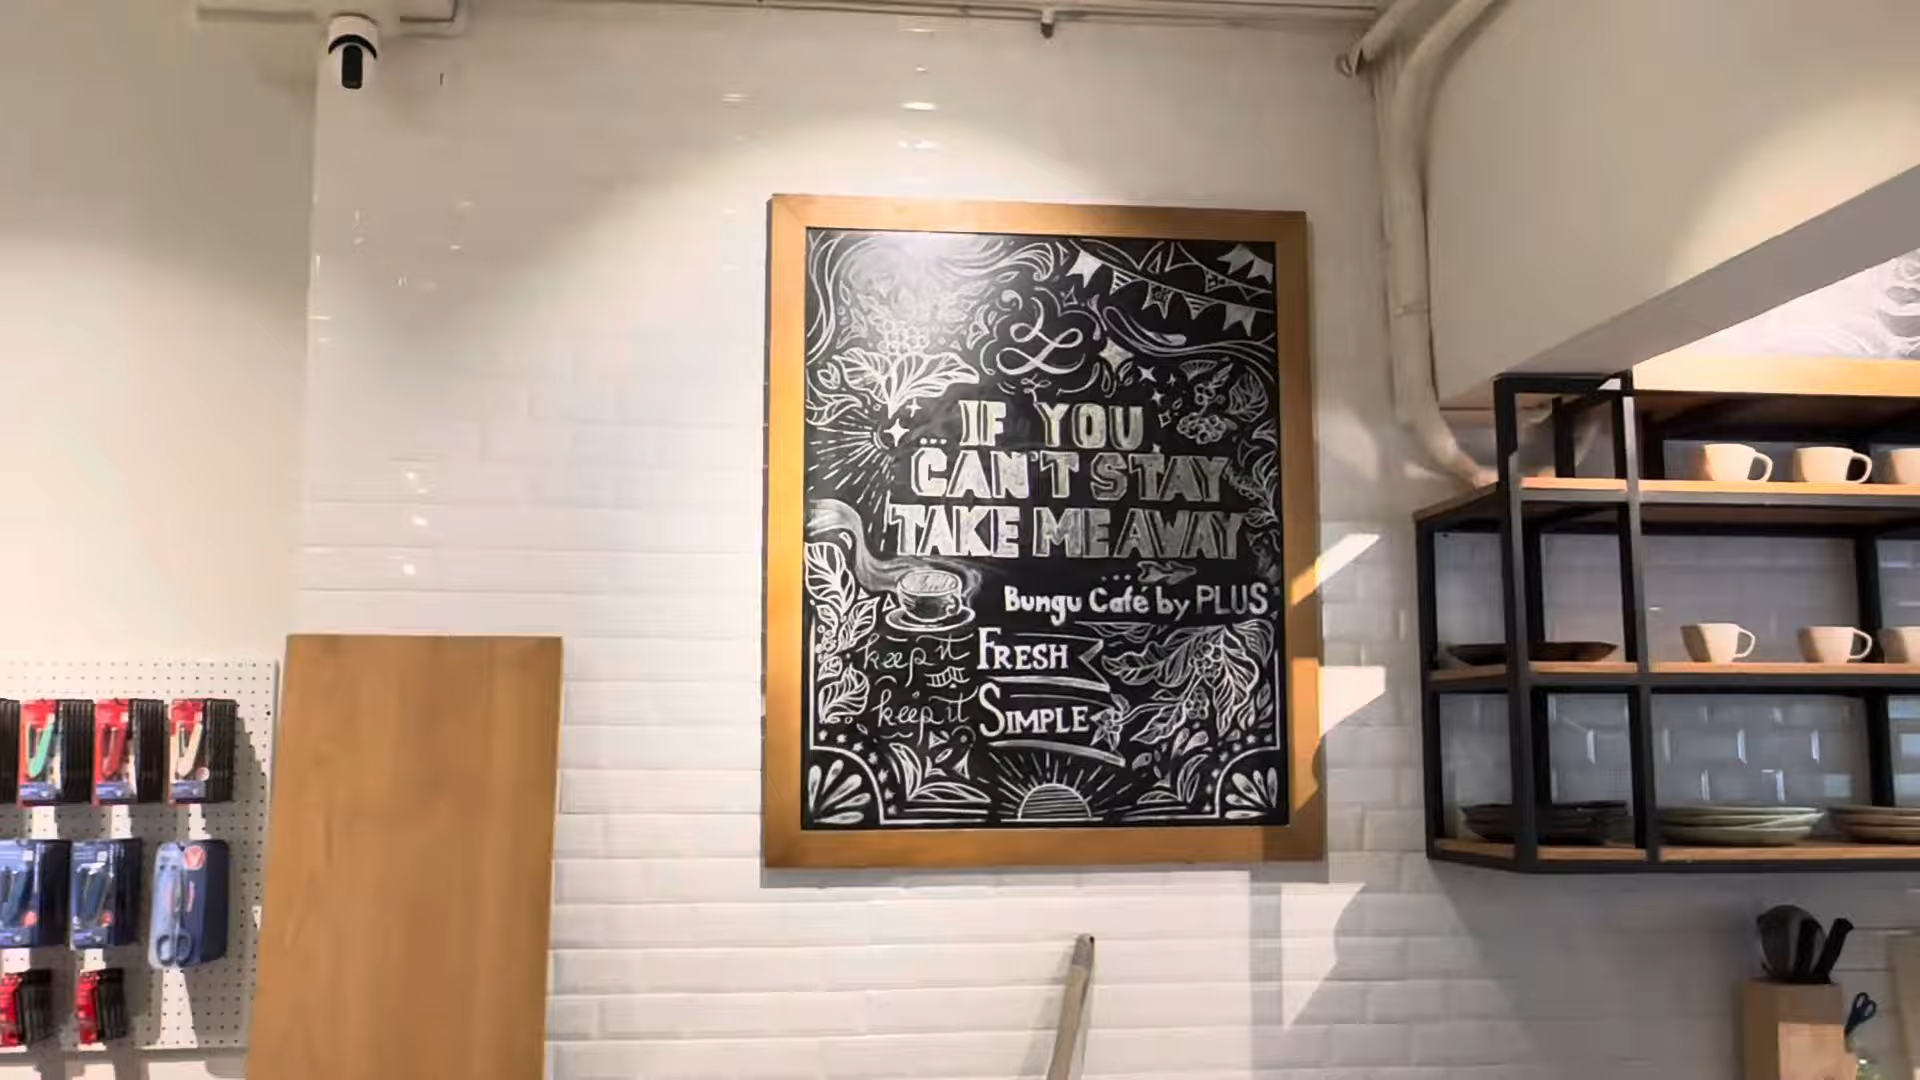 ... IF YOU
CAN'T STAY
TAKE ME AWAY
...
Bungu Café by PLUS
keep it FRESH
keep it SIMPLE